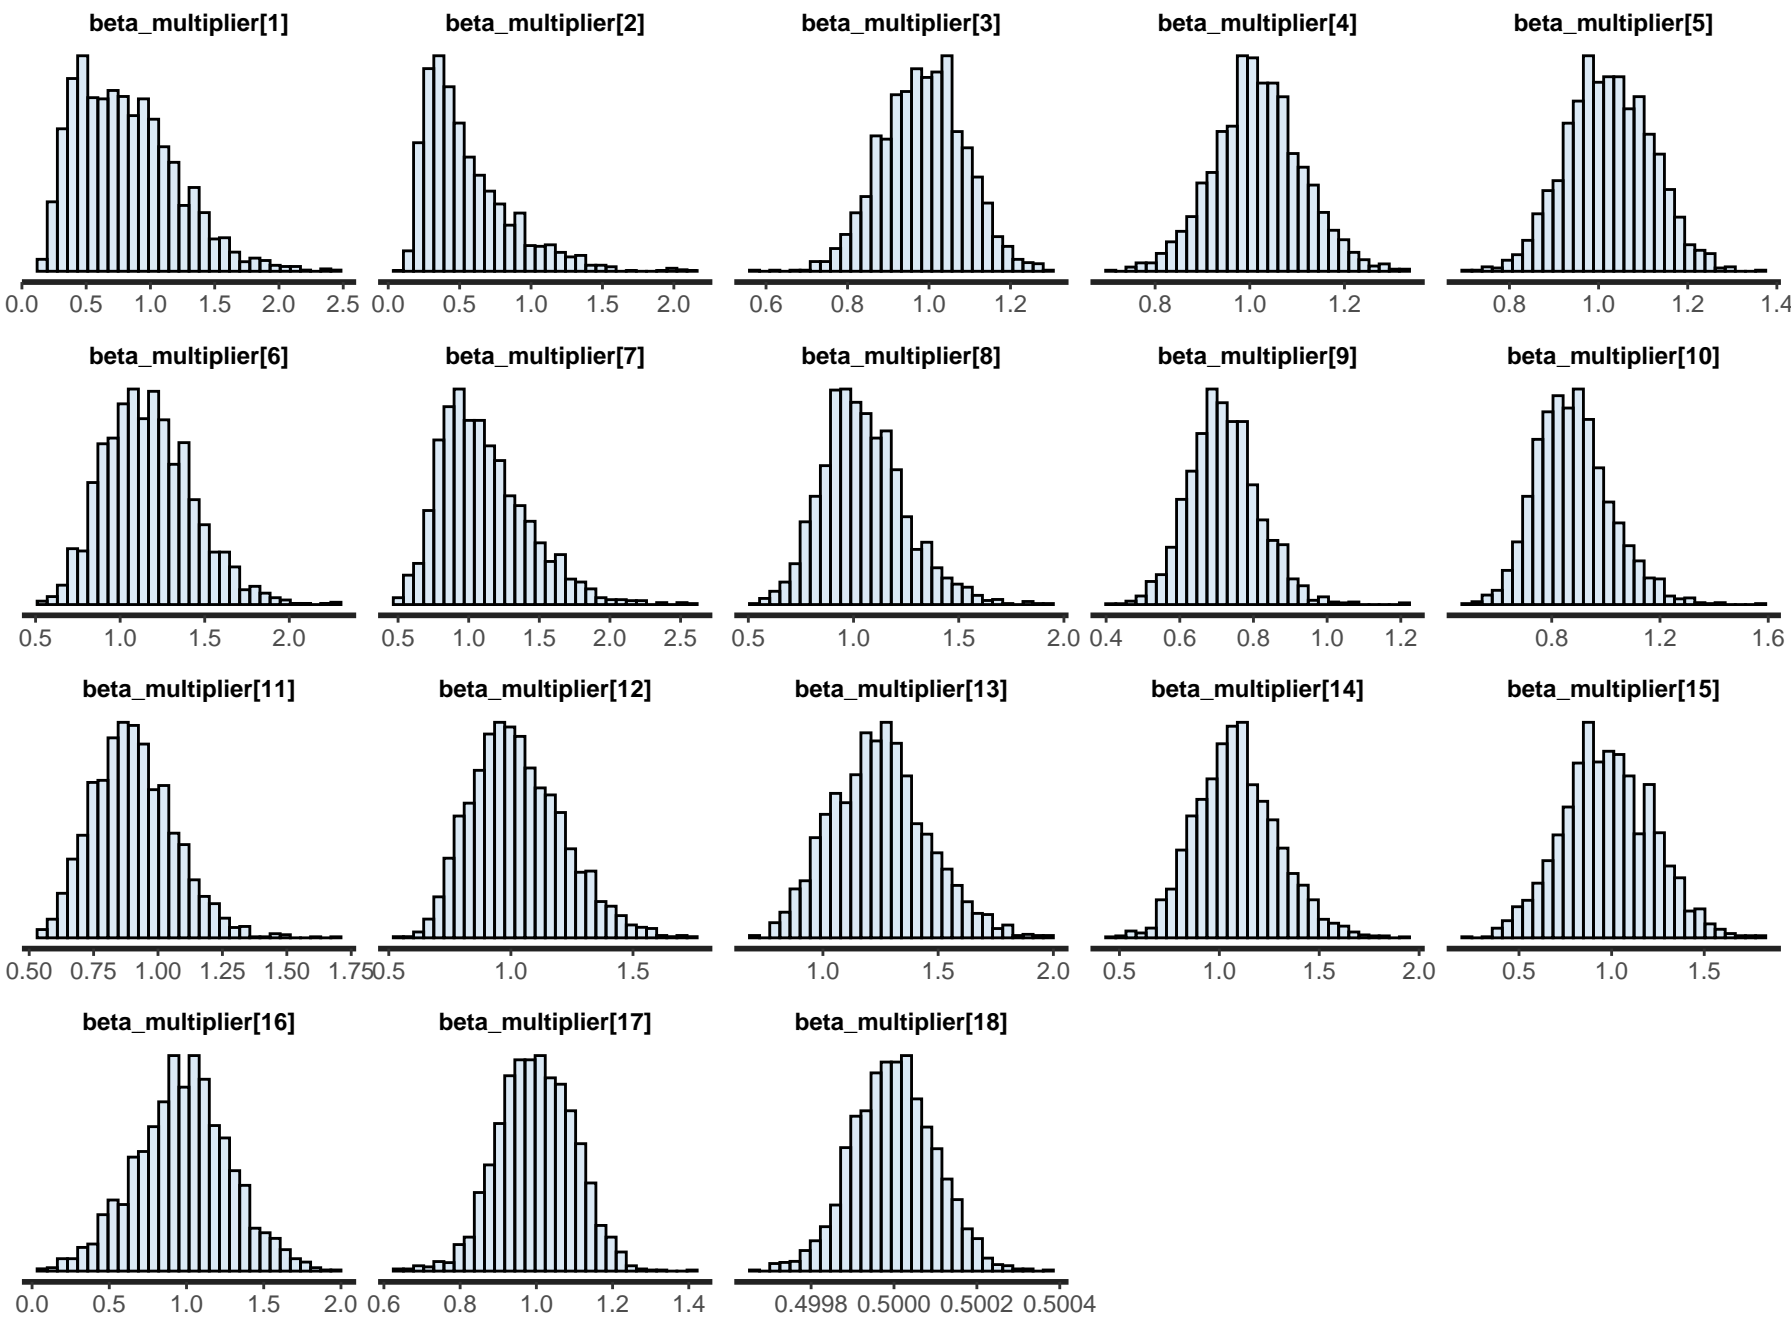 beta_multiplier[1] beta_multiplier[2] beta_multiplier[3] beta_multiplier[4] beta_multiplier[5]
0.0 0.5 1.0 1.5 2.0 2.5 0.0 0.5 1.0 1.5 2.0 0.6 0.8 1.0 1.2 0.8 1.0 1.2 0.8 1.0 1.2 1.4
beta_multiplier[6] beta_multiplier[7] beta_multiplier[8] beta_multiplier[9] beta_multiplier[10]
0.5 1.0 1.5 2.0 0.5 1.0 1.5 2.0 2.5 0.5 1.0 1.5 2.0 0.4 0.6 0.8 1.0 1.2 0.8 1.2 1.6
beta_multiplier[11] beta_multiplier[12] beta_multiplier[13] beta_multiplier[14] beta_multiplier[15]
0.50 0.75 1.00 1.25 1.50 1.75 0.5 1.0 1.5 1.0 1.5 2.0 0.5 1.0 1.5 2.0 0.5 1.0 1.5
beta_multiplier[16] beta_multiplier[17] beta_multiplier[18]
0.0 0.5 1.0 1.5 2.0 0.6 0.8 1.0 1.2 1.4 0.4998 0.5000 0.5002 0.5004